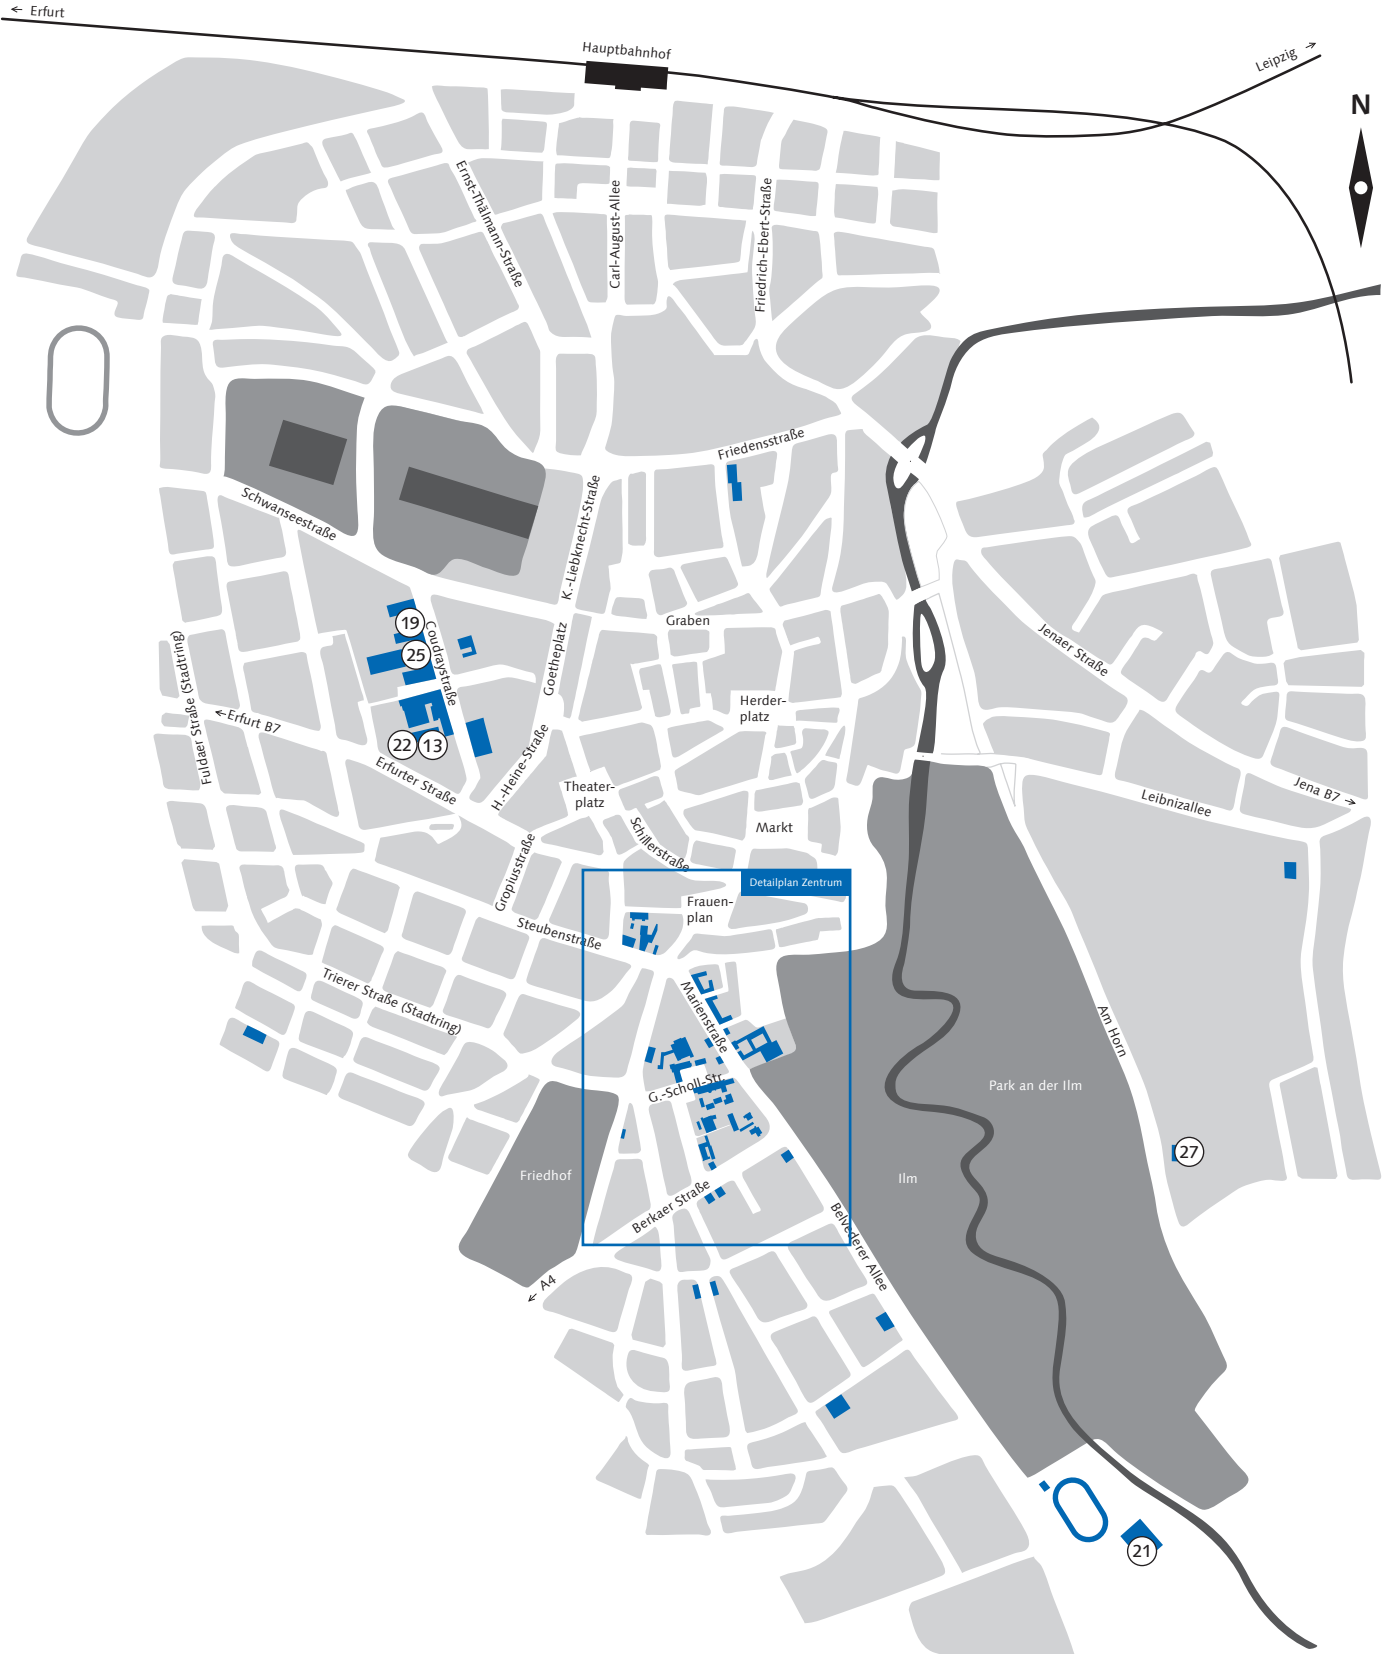 ← Erfurt
Hauptbahnhof
Leipzig →
N
Ernst-Thälmann-Straße
Carl-August-Allee
Friedrich-Ebert-Straße
Friedensstraße
Schwanseestraße
K.-Liebknecht-Straße
19
Coudraystraße
25
Graben
Goetheplatz
Jenaer Straße
Fuldaer Straße (Stadtring)
←Erfurt B7
Herder-
platz
22
13
H.-Heine-Straße
Erfurter Straße
Theater-
platz
Jena B7 →
Leibnizallee
Markt
Schillerstraße
Gropiusstraße
Detailplan Zentrum
Frauen-
plan
Steubenstraße
Trierer Straße (Stadtring)
Marienstraße
Am Horn
G.-Scholl-Str.
Park an der Ilm
27
Friedhof
Ilm
Berkaer Straße
Belvederer Allee
← A4
21